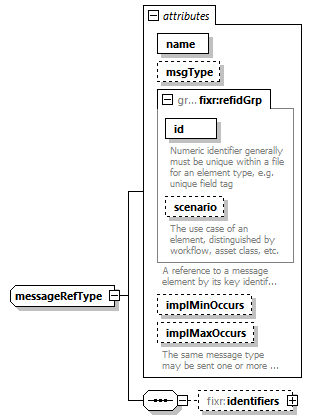 attributes
name
msgType
gr... fixr:refidGrp
id
Numeric identifier generally
must be unique within a file
for an element type, e.g.
unique field tag
scenario
The use case of an
element, distinguished by
workflow, asset class, etc.
A reference to a message
element by its key identif...
implMinOccurs
implMaxOccurs
The same message type
may be sent one or more ...
messageRefType
fixr:identifiers